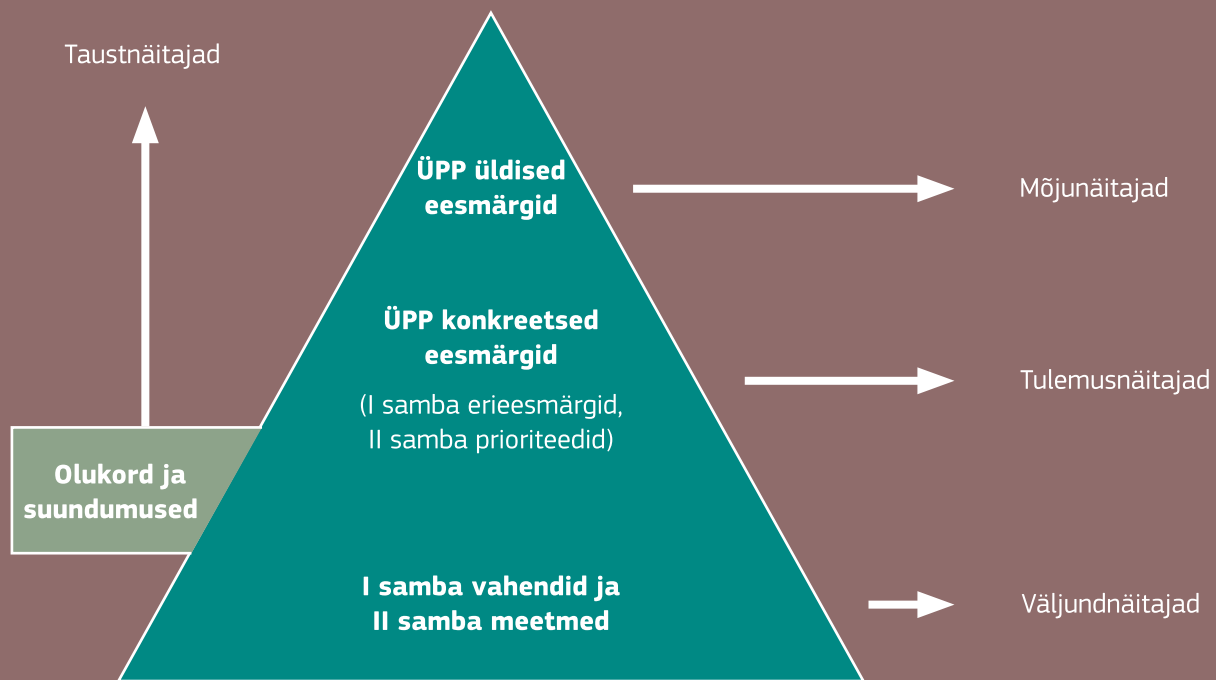 Taustnäitajad
ÜPP üldised
eesmärgid
Mõjunäitajad
ÜPP konkreetsed
eesmärgid
(I samba erieesmärgid,
II samba prioriteedid)
Tulemusnäitajad
Olukord ja
suundumused
I samba vahendid ja
II samba meetmed
Väljundnäitajad